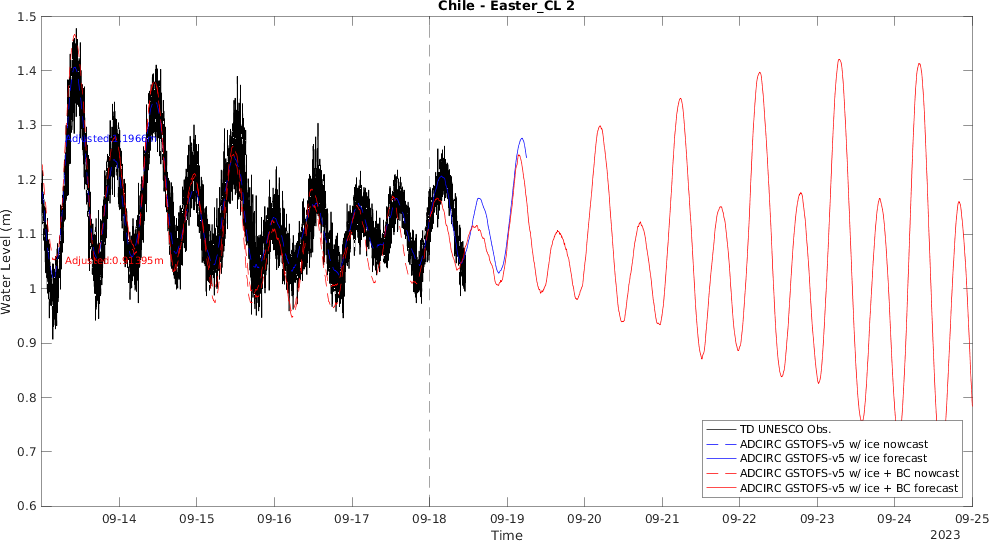 Chile - Easter_CL 2
Water Level (m)
1.5
1.4
1.3
1.2
1.1
1
0.9
0.8
0.7
0.6
TD UNESCO Obs.
ADCIRC GSTOFS-v5 w/ ice nowcast
ADCIRC GSTOFS-v5 w/ ice forecast
ADCIRC GSTOFS-v5 w/ ice + BC nowcast
ADCIRC GSTOFS-v5 w/ ice + BC forecast
09-14 09-15 09-16 09-17 09-18 09-19 09-20 09-21 09-22 09-23 09-24 09-25
Time
2023